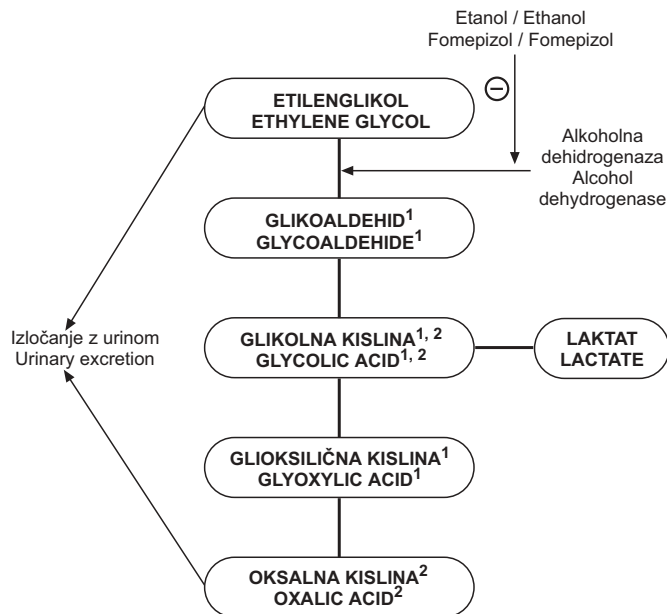 Etanol / Ethanol
Fomepizol / Fomepizol
ETILENGLIKOL
ETHYLENE GLYCOL
Alkoholna
dehidrogenaza
Alcohol
dehydrogenase
GLIKOALDEHID¹
GLYCOALDEHIDE¹
Izločanje z urinom
Urinary excretion
GLIKOLNA KISLINA¹, ²
GLYCOLIC ACID¹, ²
LAKTAT
LACTATE
GLIOKSILIČNA KISLINA¹
GLYOXYLIC ACID¹
OKSALNA KISLINA²
OXALIC ACID²